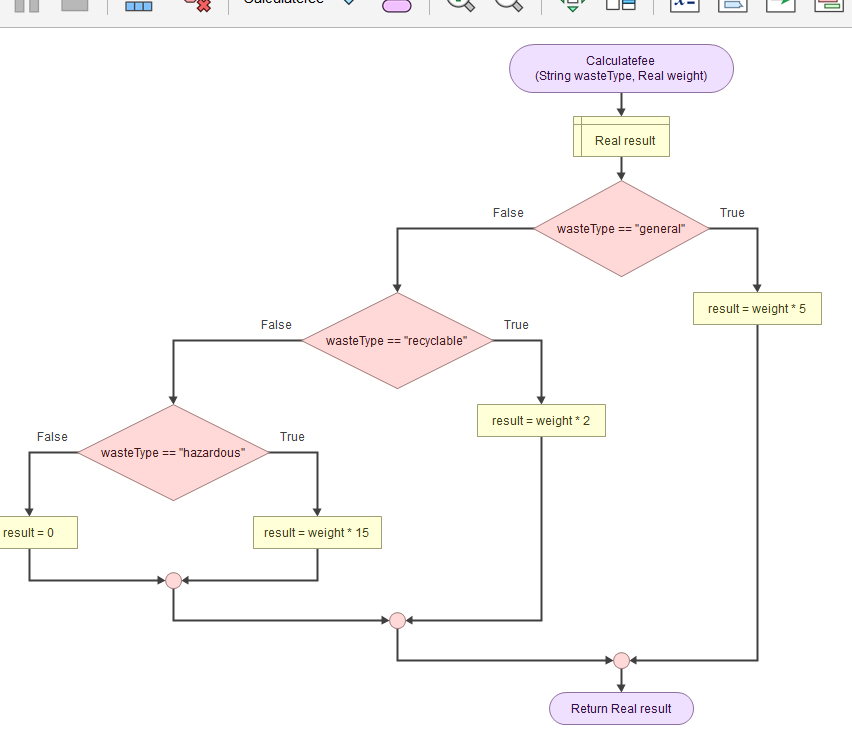 Calculatefee
Calculatefee
(String wasteType, Real weight)
Real result
False
True
wasteType == "general"
result = weight * 5
False
True
wasteType == "recyclable"
result = weight * 2
False
True
wasteType == "hazardous"
result = 0
result = weight * 15
Return Real result